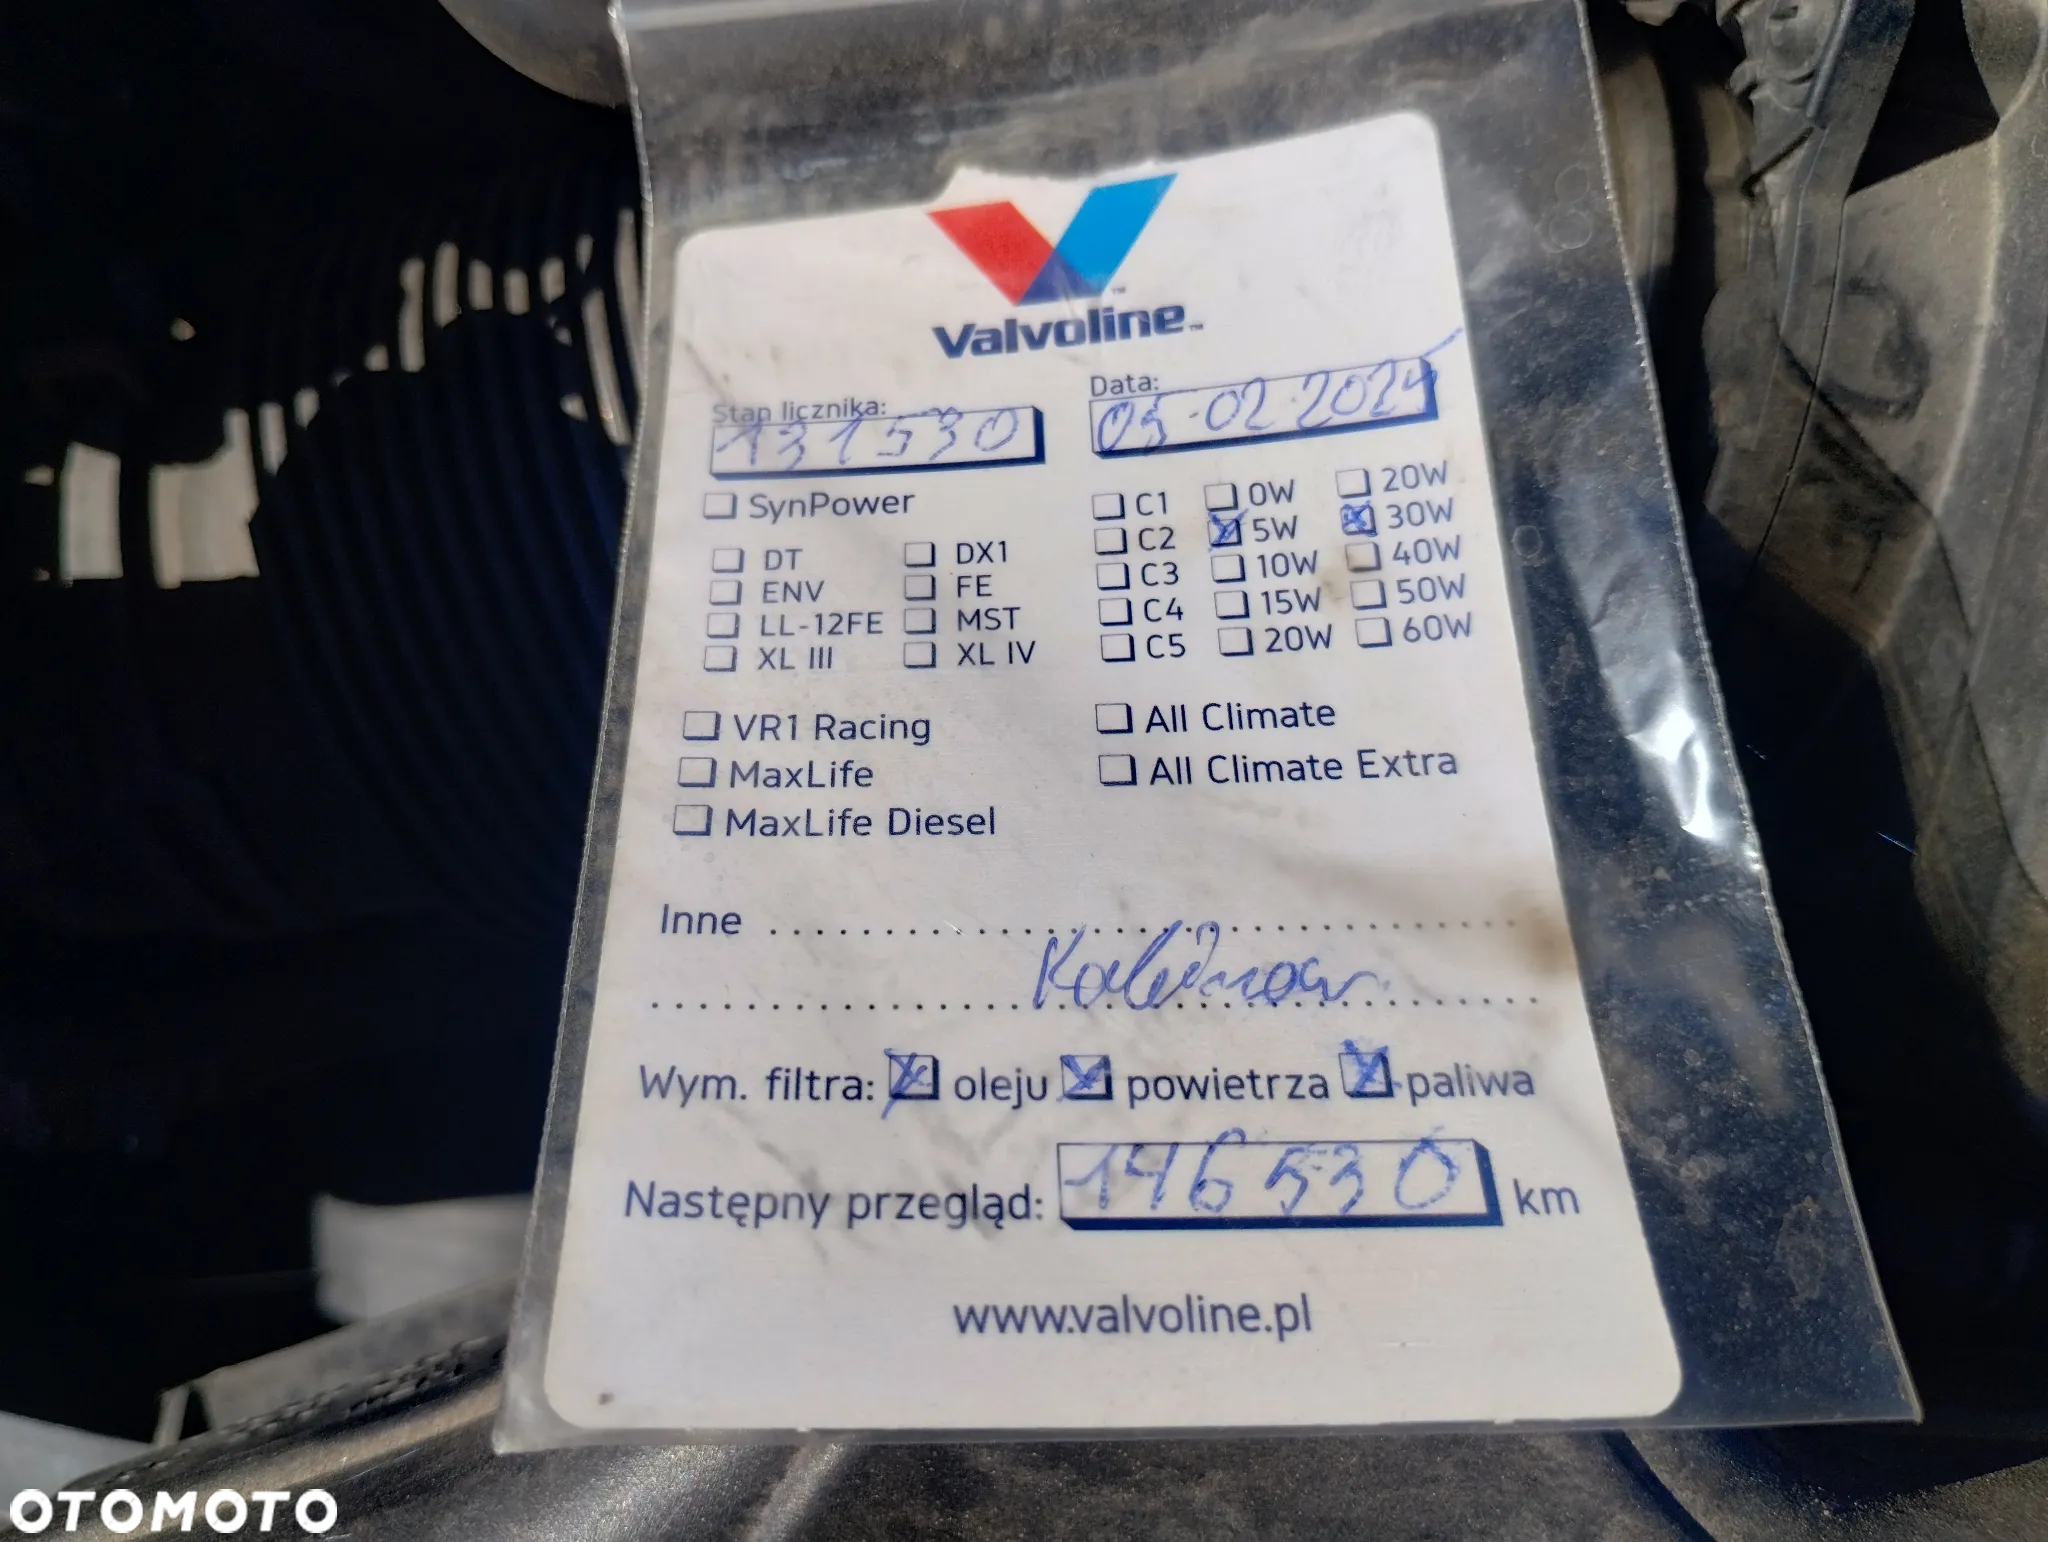 Valvoline™
Stan licznika: 131530
Data: 05.02.2024
SynPower
DT DX1
ENV FE
LL-12FE MST
XL III XL IV
C1 0W 20W
C2 5W 30W
C3 10W 40W
C4 15W 50W
C5 20W 60W
VR1 Racing
MaxLife
MaxLife Diesel
All Climate
All Climate Extra
Inne
Wym. filtra: oleju powietrza paliwa
Następny przegląd: 146530 km
www.valvoline.pl
OTOMOTO